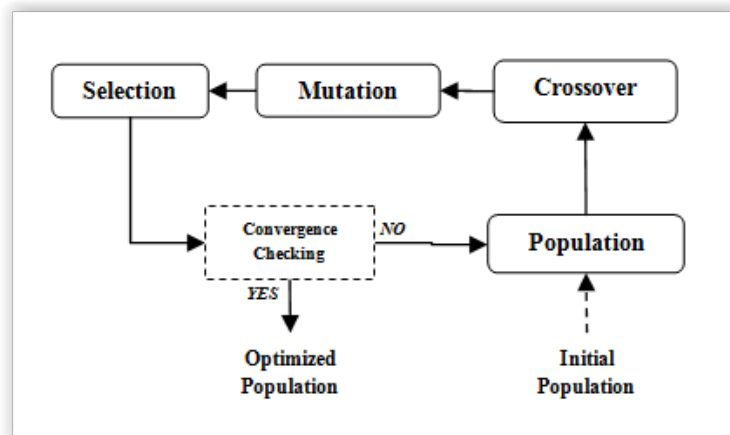 Selection
Mutation
Crossover
Convergence
Checking
NO
Population
YES
Optimized
Population
Initial
Population